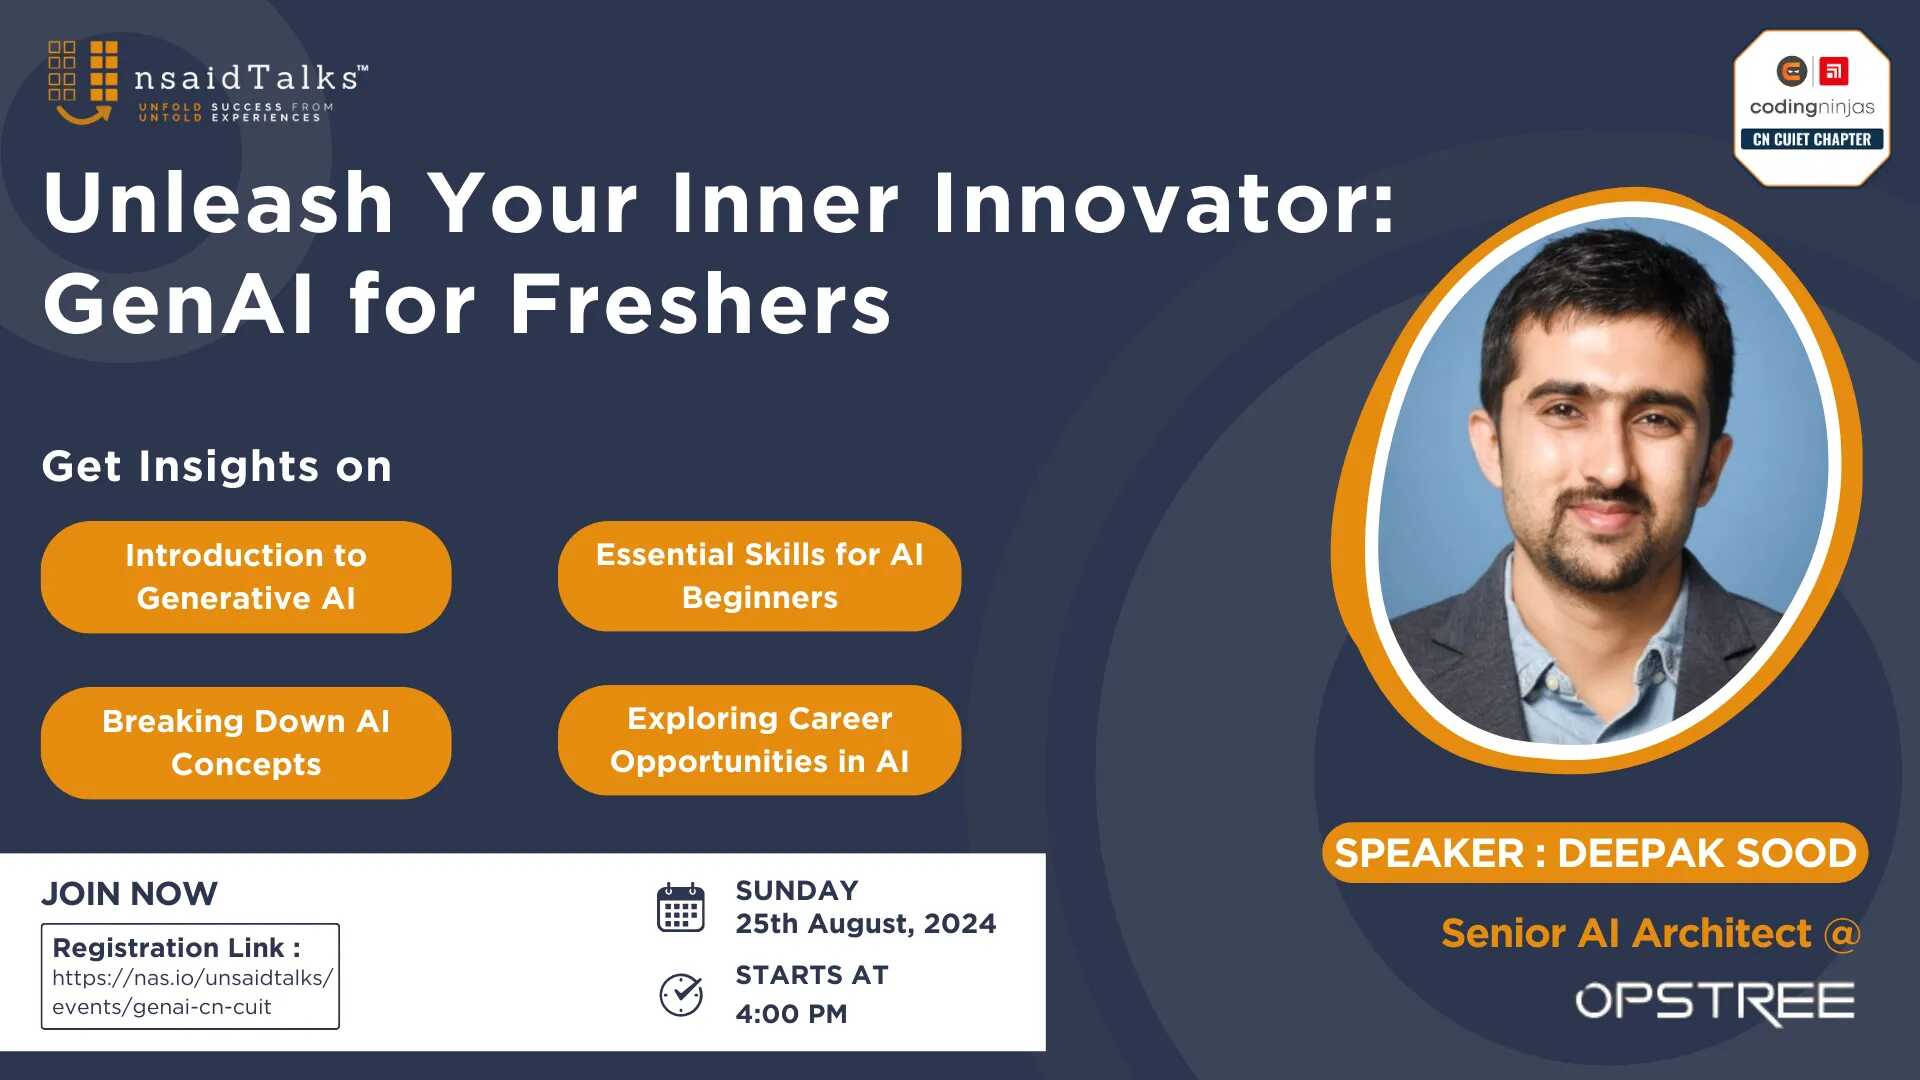 UnsaidTalks™
UNFOLD SUCCESS FROM
UNTOLD EXPERIENCES
codingninjas
CN CUIET CHAPTER
Unleash Your Inner Innovator:
GenAI for Freshers
Get Insights on
Introduction to
Generative AI
Essential Skills for AI
Beginners
Breaking Down AI
Concepts
Exploring Career
Opportunities in AI
JOIN NOW
Registration Link :
https://nas.io/unsaidtalks/
events/genai-cn-cuit
SUNDAY
25th August, 2024
STARTS AT
4:00 PM
SPEAKER : DEEPAK SOOD
Senior AI Architect @
OPSTREE